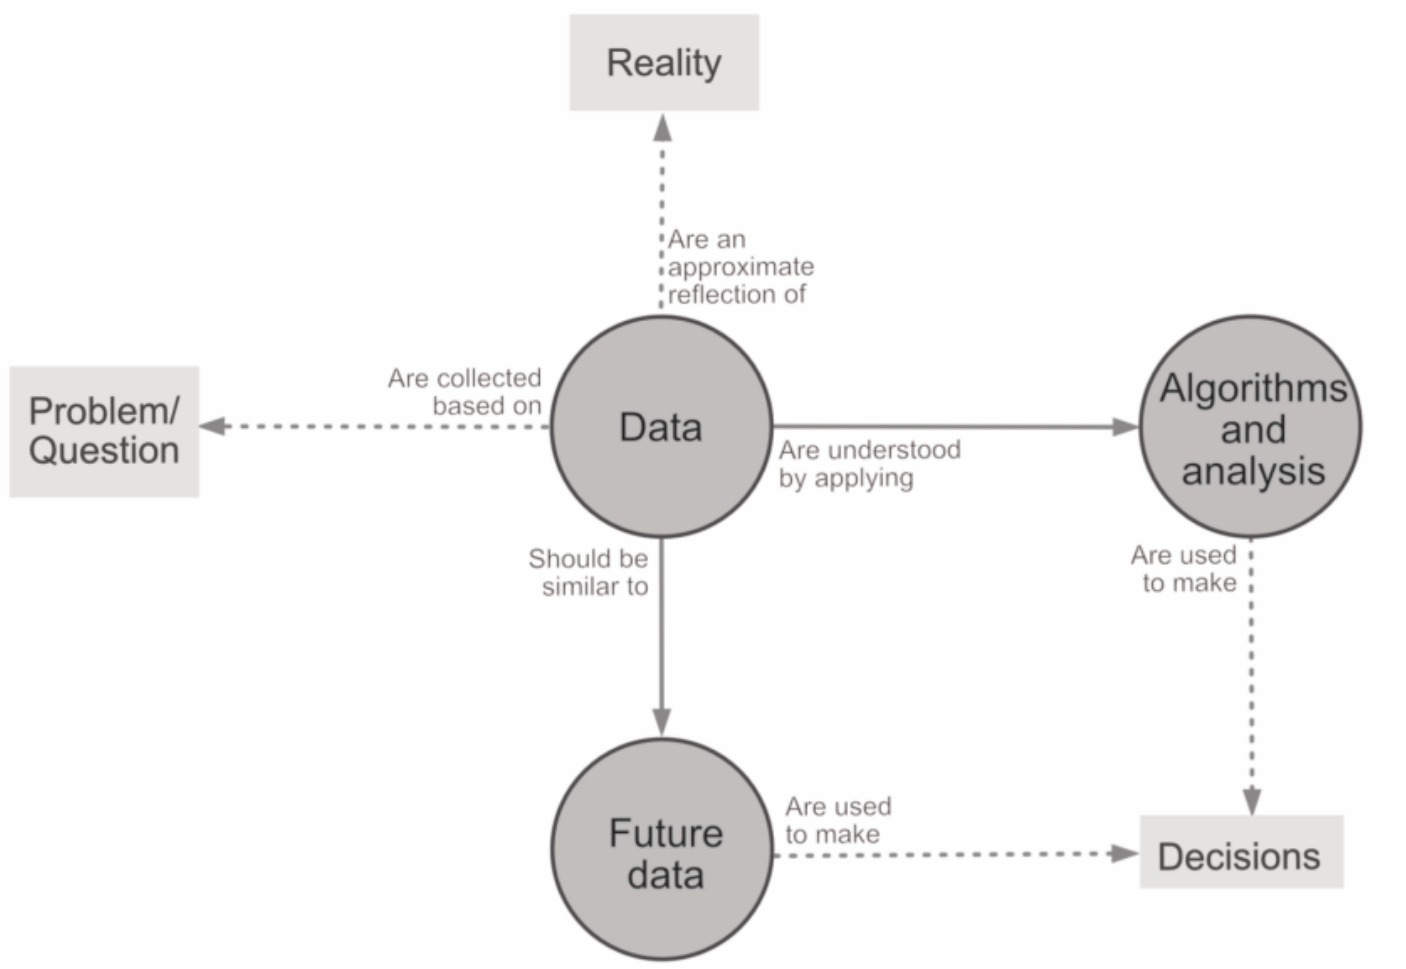 Reality
Are an
approximate
reflection of
Are collected
based on
Problem/
Question
Data
Are understood
by applying
Algorithms
and
analysis
Should be
similar to
Are used
to make
Future
data
Are used
to make
Decisions